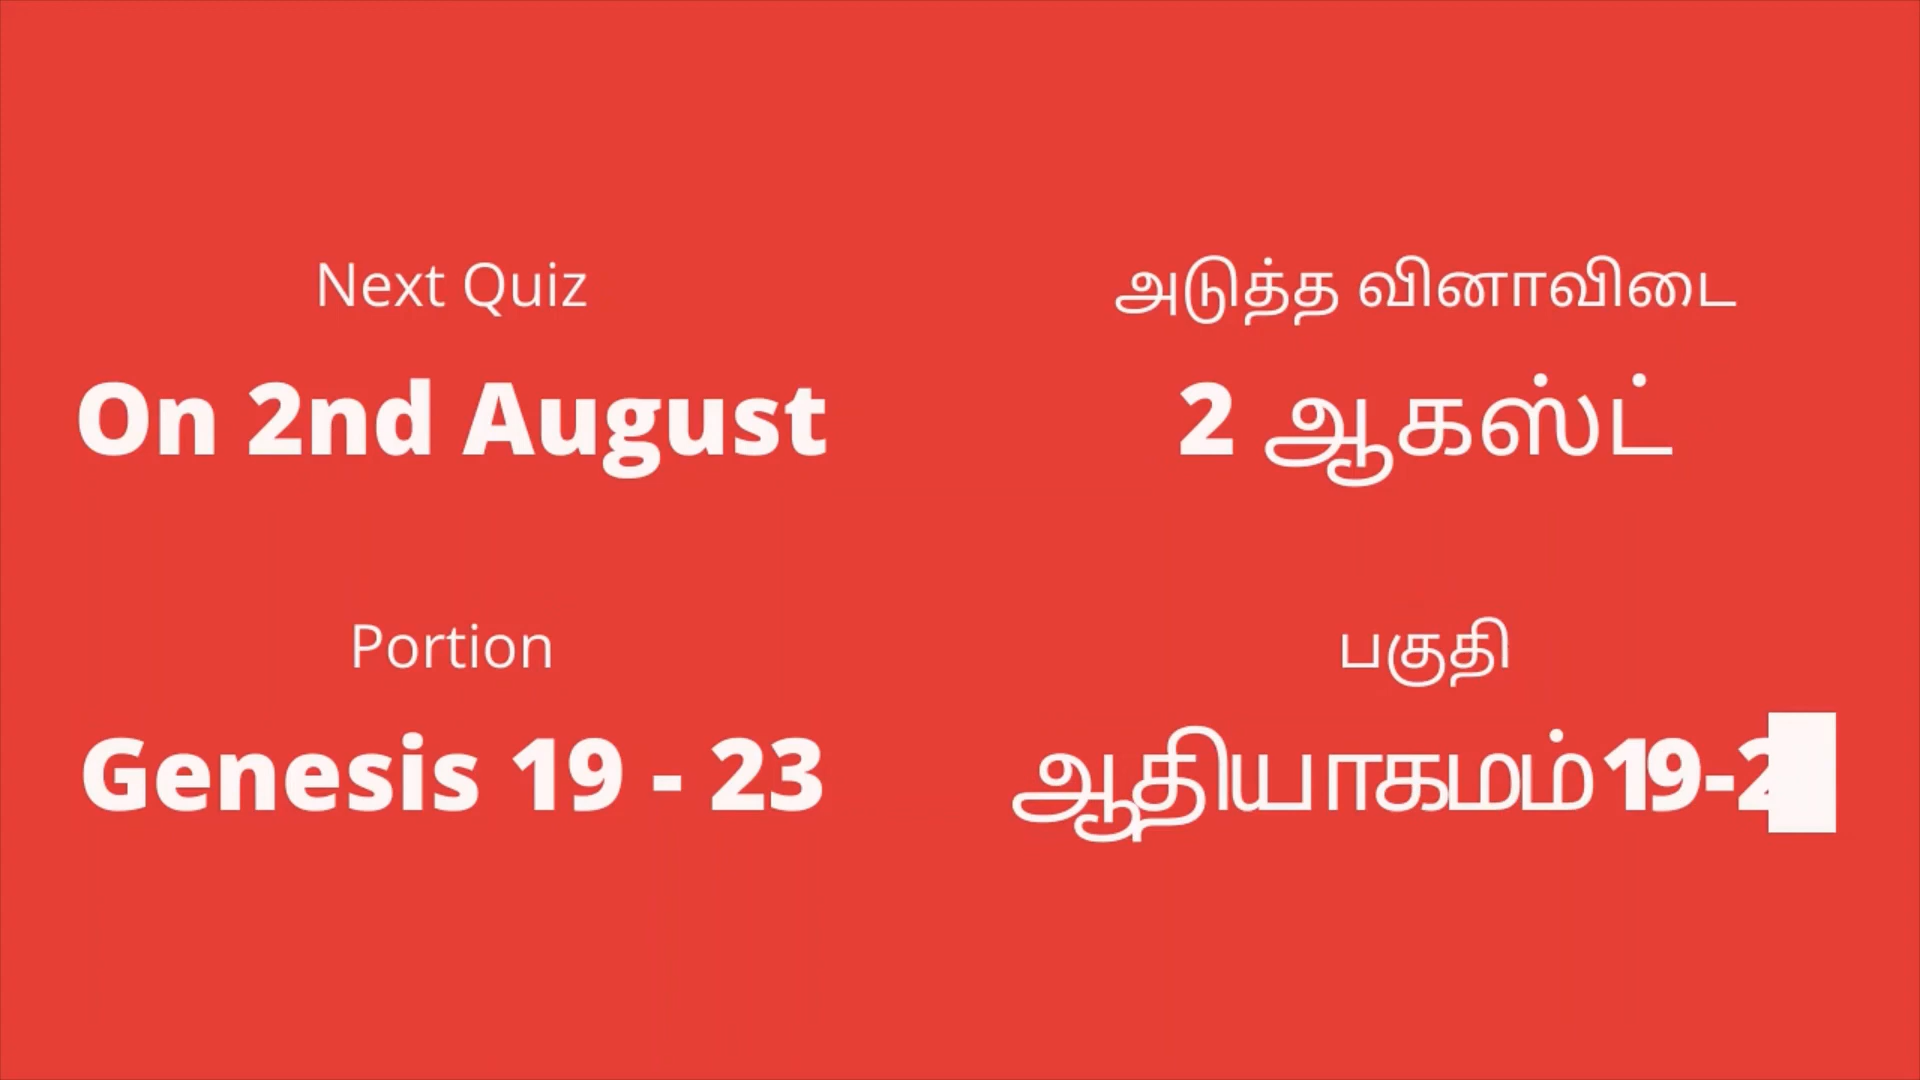 Next Quiz
On 2nd August
Portion
Genesis 19 - 23
அடுத்த வினாவிடை
2 ஆகஸ்ட்
பகுதி
ஆதியாகமம் 19-2